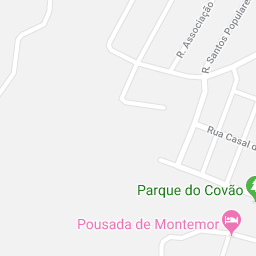 R. Associação
R. Santos Populares
Rua Casal d
Parque do Covão
Pousada de Montemor